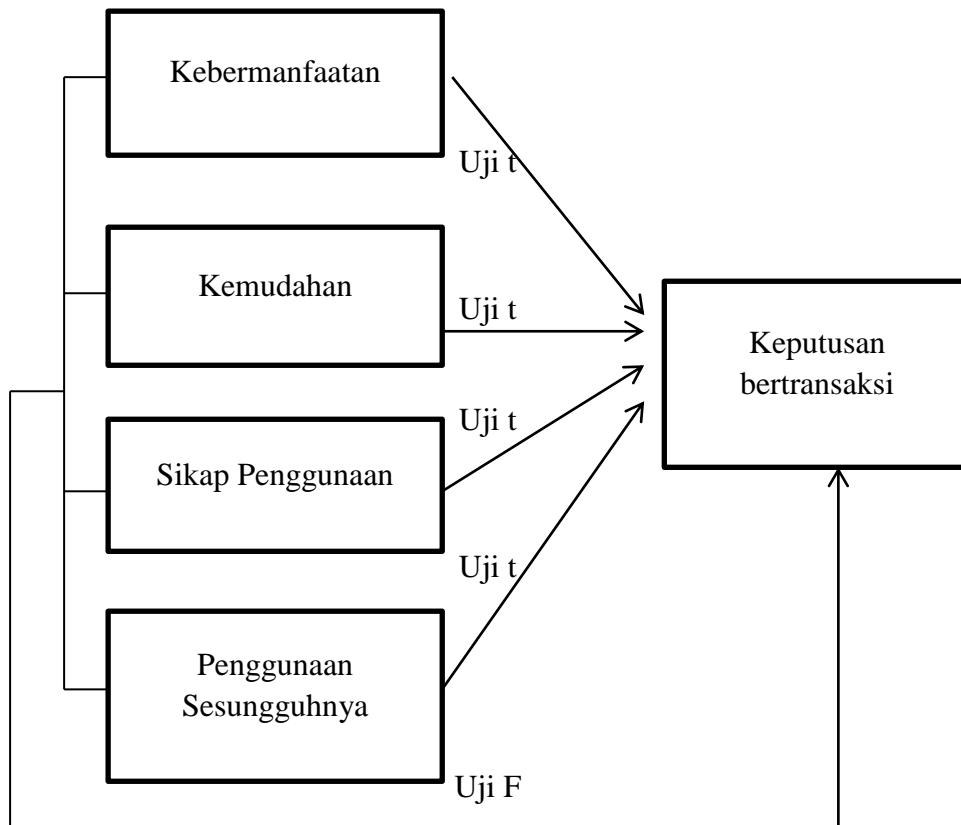 Kebermanfaatan
Uji t
Kemudahan
Uji t
Keputusan
bertransaksi
Uji t
Sikap Penggunaan
Uji t
Penggunaan
Sesungguhnya
Uji F